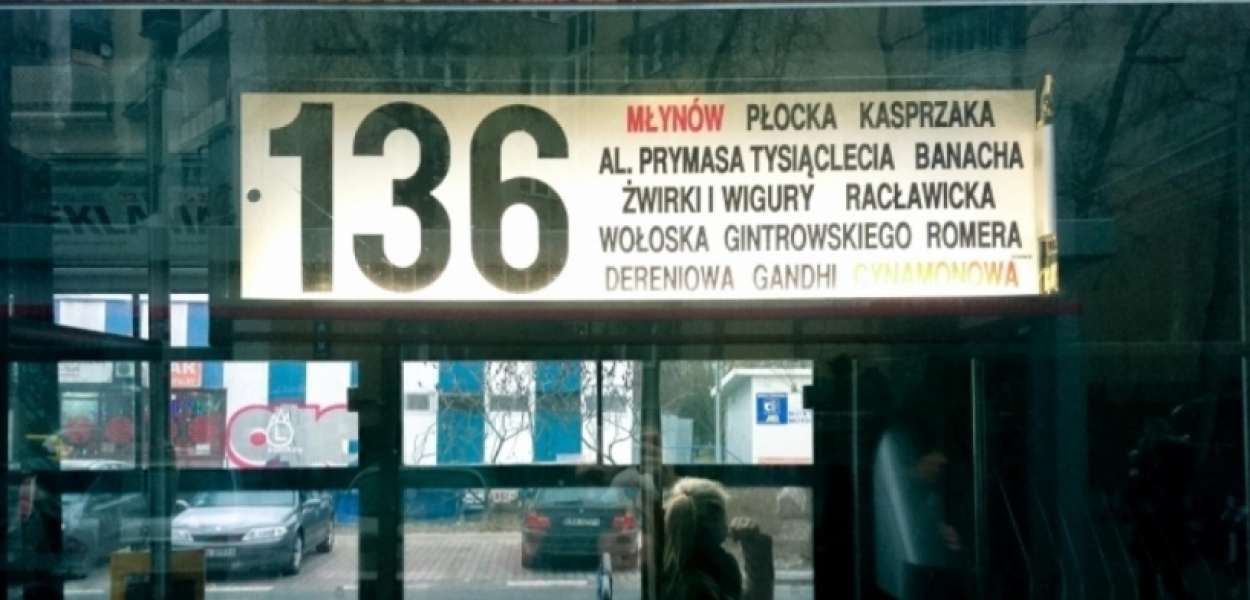 136
MŁYNÓW PŁOCKA KASPRZAKA
AL. PRYMASA TYSIĄCLECIA BANACHA
ŻWIRKI I WIGURY RACŁAWICKA
WOŁOSKA GINTROWSKIEGO ROMERA
DERENIOWA GANDHI CYNAMONOWA